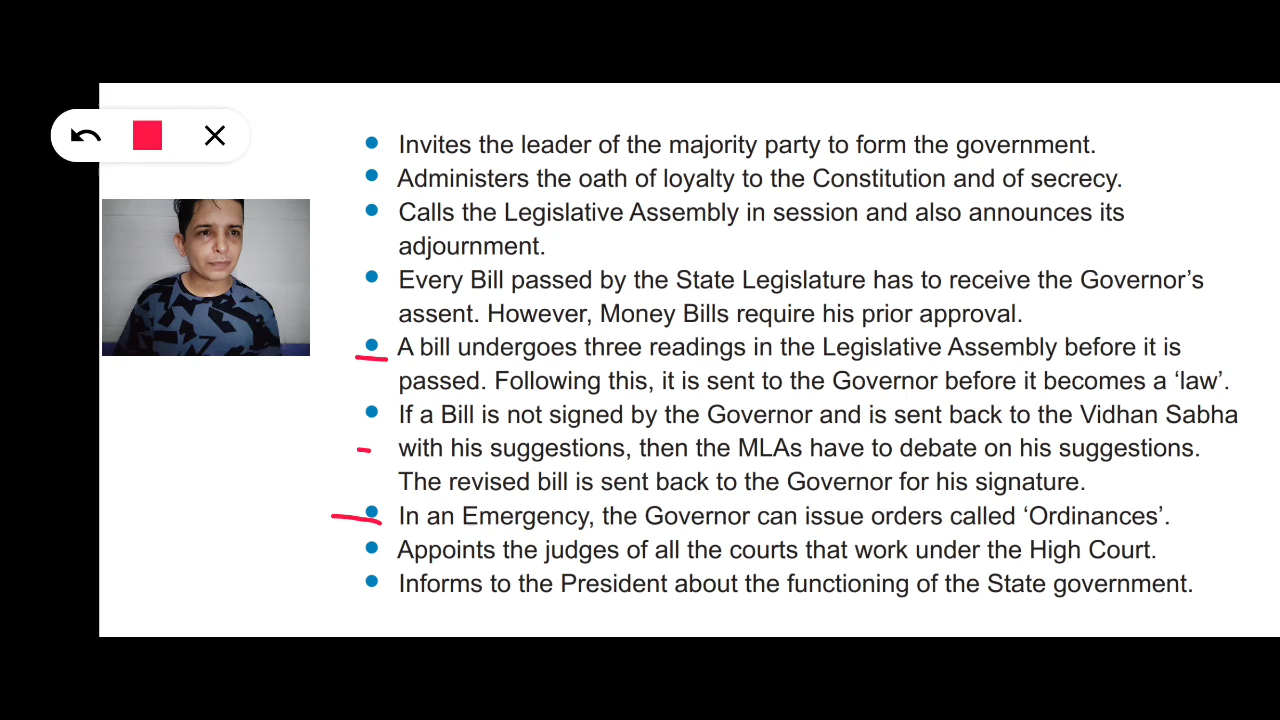 Invites the leader of the majority party to form the government.
Administers the oath of loyalty to the Constitution and of secrecy.
Calls the Legislative Assembly in session and also announces its
adjournment.
Every Bill passed by the State Legislature has to receive the Governor’s
assent. However, Money Bills require his prior approval.
A bill undergoes three readings in the Legislative Assembly before it is
passed. Following this, it is sent to the Governor before it becomes a ‘law’.
If a Bill is not signed by the Governor and is sent back to the Vidhan Sabha
with his suggestions, then the MLAs have to debate on his suggestions.
The revised bill is sent back to the Governor for his signature.
In an Emergency, the Governor can issue orders called ‘Ordinances’.
Appoints the judges of all the courts that work under the High Court.
Informs to the President about the functioning of the State government.